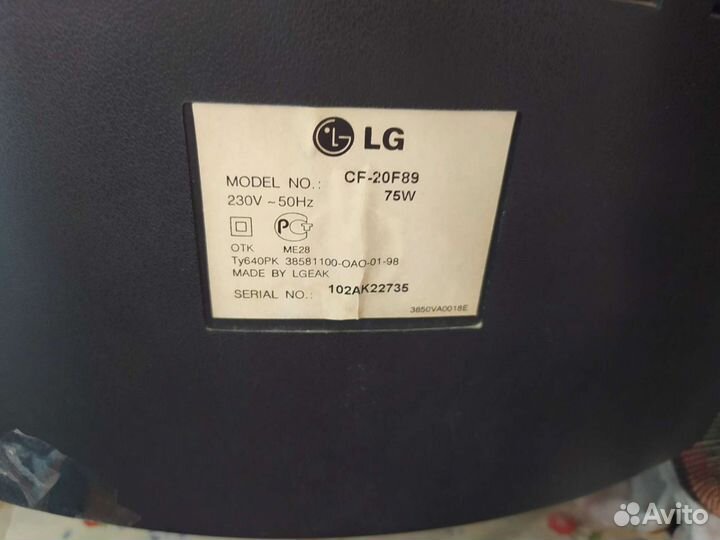 LG
MODEL NO.: CF-20F89
230V ~ 50Hz 75W
OTK ME28
Ty640PK 38581100-OAO-01-98
MADE BY LGEAK
SERIAL NO.: 102AK22735
3850VA0018E
Avito